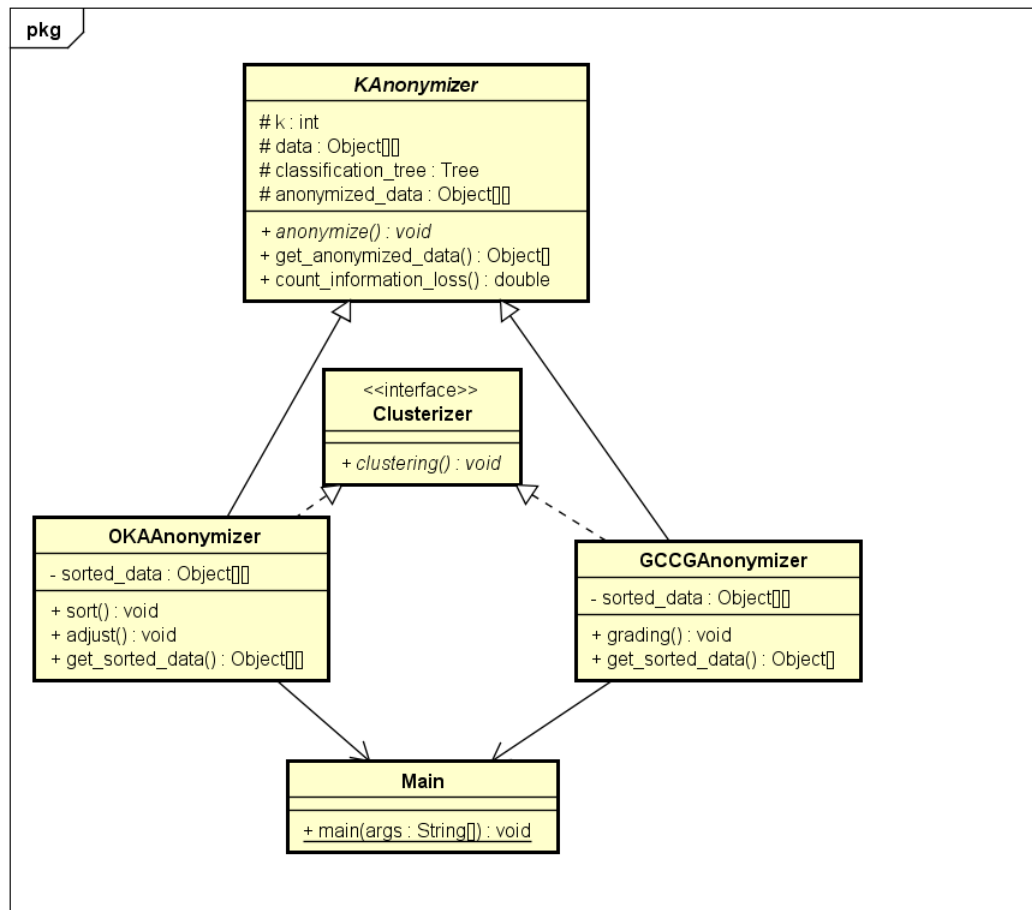 pkg
KAnonymizer
# k : int
# data : Object[][]
# classification_tree : Tree
# anonymized_data : Object[][]
+ anonymize() : void
+ get_anonymized_data() : Object[]
+ count_information_loss() : double
<<interface>>
Clusterizer
+ clustering() : void
OKAAnonymizer
- sorted_data : Object[][]
+ sort() : void
+ adjust() : void
+ get_sorted_data() : Object[][]
GCCGAnonymizer
- sorted_data : Object[][]
+ grading() : void
+ get_sorted_data() : Object[]
Main
+ main(args : String[]) : void